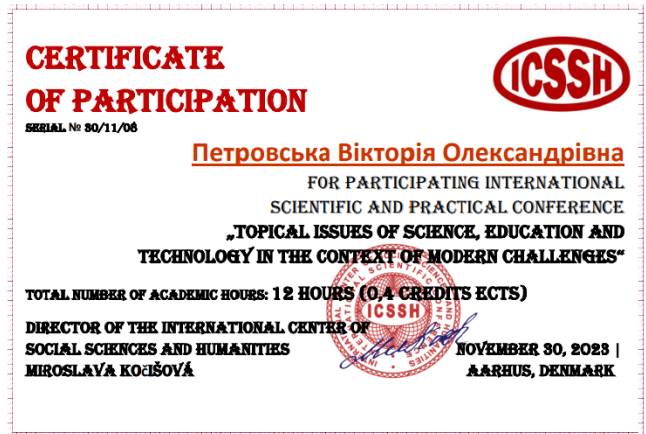 CERTIFICATE
OF PARTICIPATION
ICSSH
SERIAL № 30/11/08
Петровська Вікторія Олександрівна
FOR PARTICIPATING INTERNATIONAL
SCIENTIFIC AND PRACTICAL CONFERENCE
„TOPICAL ISSUES OF SCIENCE, EDUCATION AND
TECHNOLOGY IN THE CONTEXT OF MODERN CHALLENGES“
TOTAL NUMBER OF ACADEMIC HOURS: 12 HOURS (0,4 CREDITS ECTS)
ICSSH
DIRECTOR OF THE INTERNATIONAL CENTER OF
SOCIAL SCIENCES AND HUMANITIES
MIROSLAVA KOČIŠOVÁ
NOVEMBER 30, 2023 |
AARHUS, DENMARK